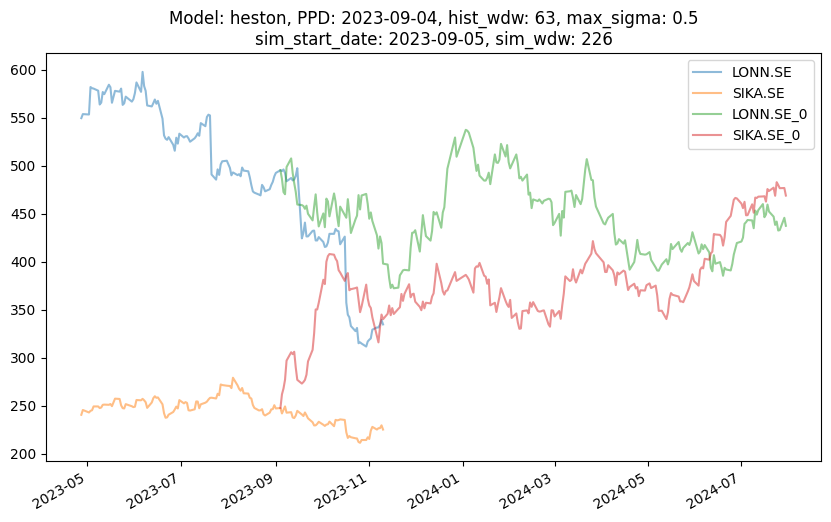 Model: heston, PPD: 2023-09-04, hist_wdw: 63, max_sigma: 0.5
sim_start_date: 2023-09-05, sim_wdw: 226
LONN.SE
SIKA.SE
LONN.SE_0
SIKA.SE_0
600
550
500
450
400
350
300
250
200
2023-05
2023-07
2023-09
2023-11
2024-01
2024-03
2024-05
2024-07